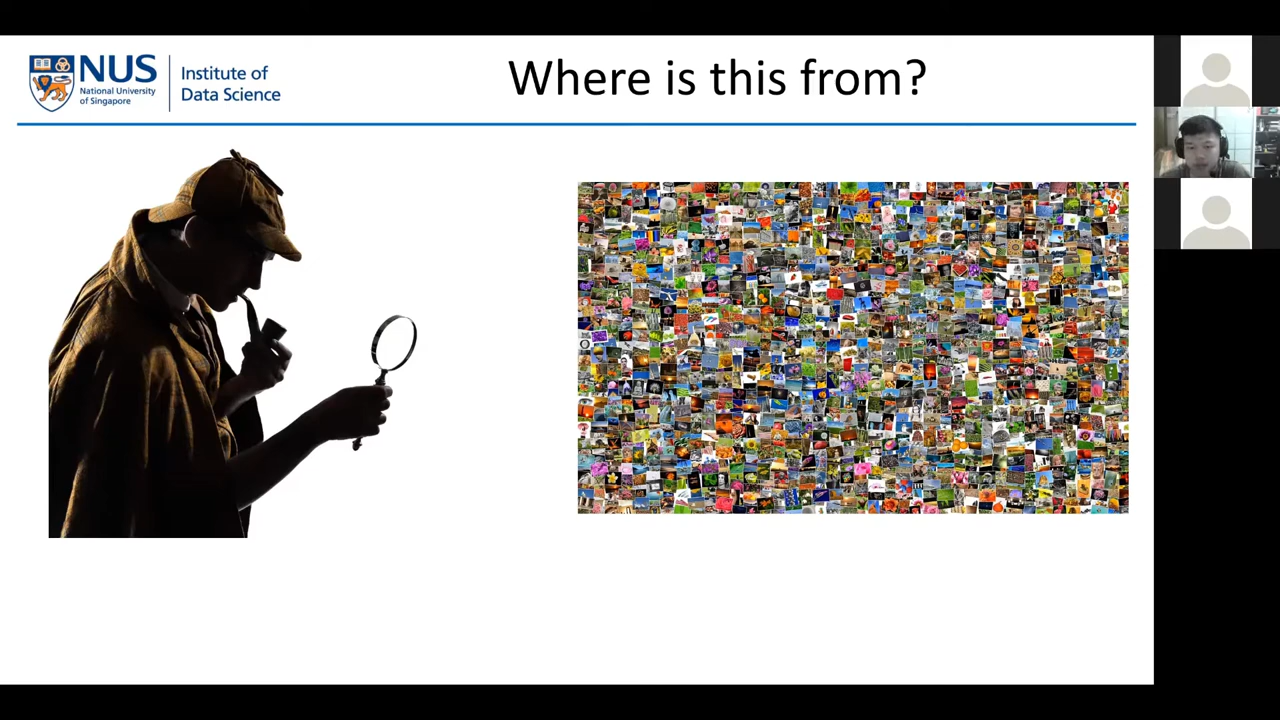 NUS
National University
of Singapore
Institute of
Data Science
Where is this from?